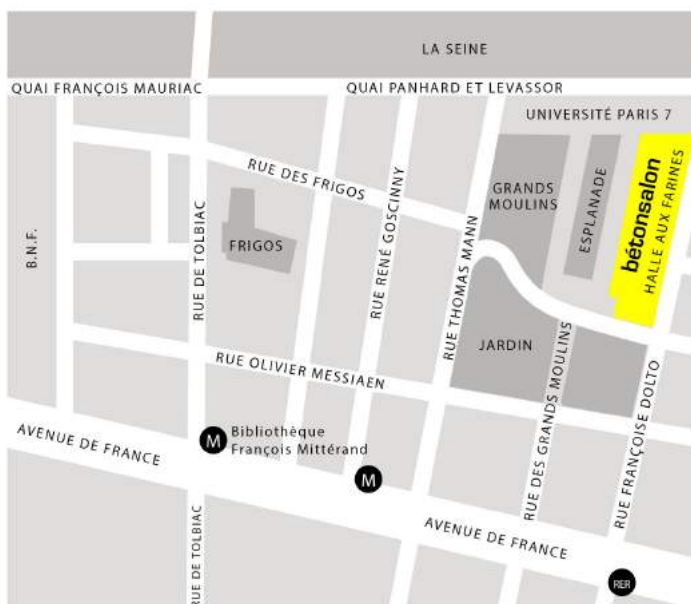 LA SEINE
QUAI FRANÇOIS MAURIAC
QUAI PANHARD ET LEVASSOR
UNIVERSITÉ PARIS 7
RUE DES FRIGOS
GRANDS
MOULINS
ESPLANADE
bétonsalon
HALLE AUX FARINES
B.N.F.
RUE DE TOLBIAC
FRIGOS
RUE RENÉ GOSCINNY
RUE THOMAS MANN
JARDIN
RUE OLIVIER MESSIAEN
RUE DES GRANDS MOULINS
RUE FRANÇOISE DOLTO
M
Bibliothèque
François Mittérand
AVENUE DE FRANCE
M
RUE DE TOLBIAC
AVENUE DE FRANCE
RER